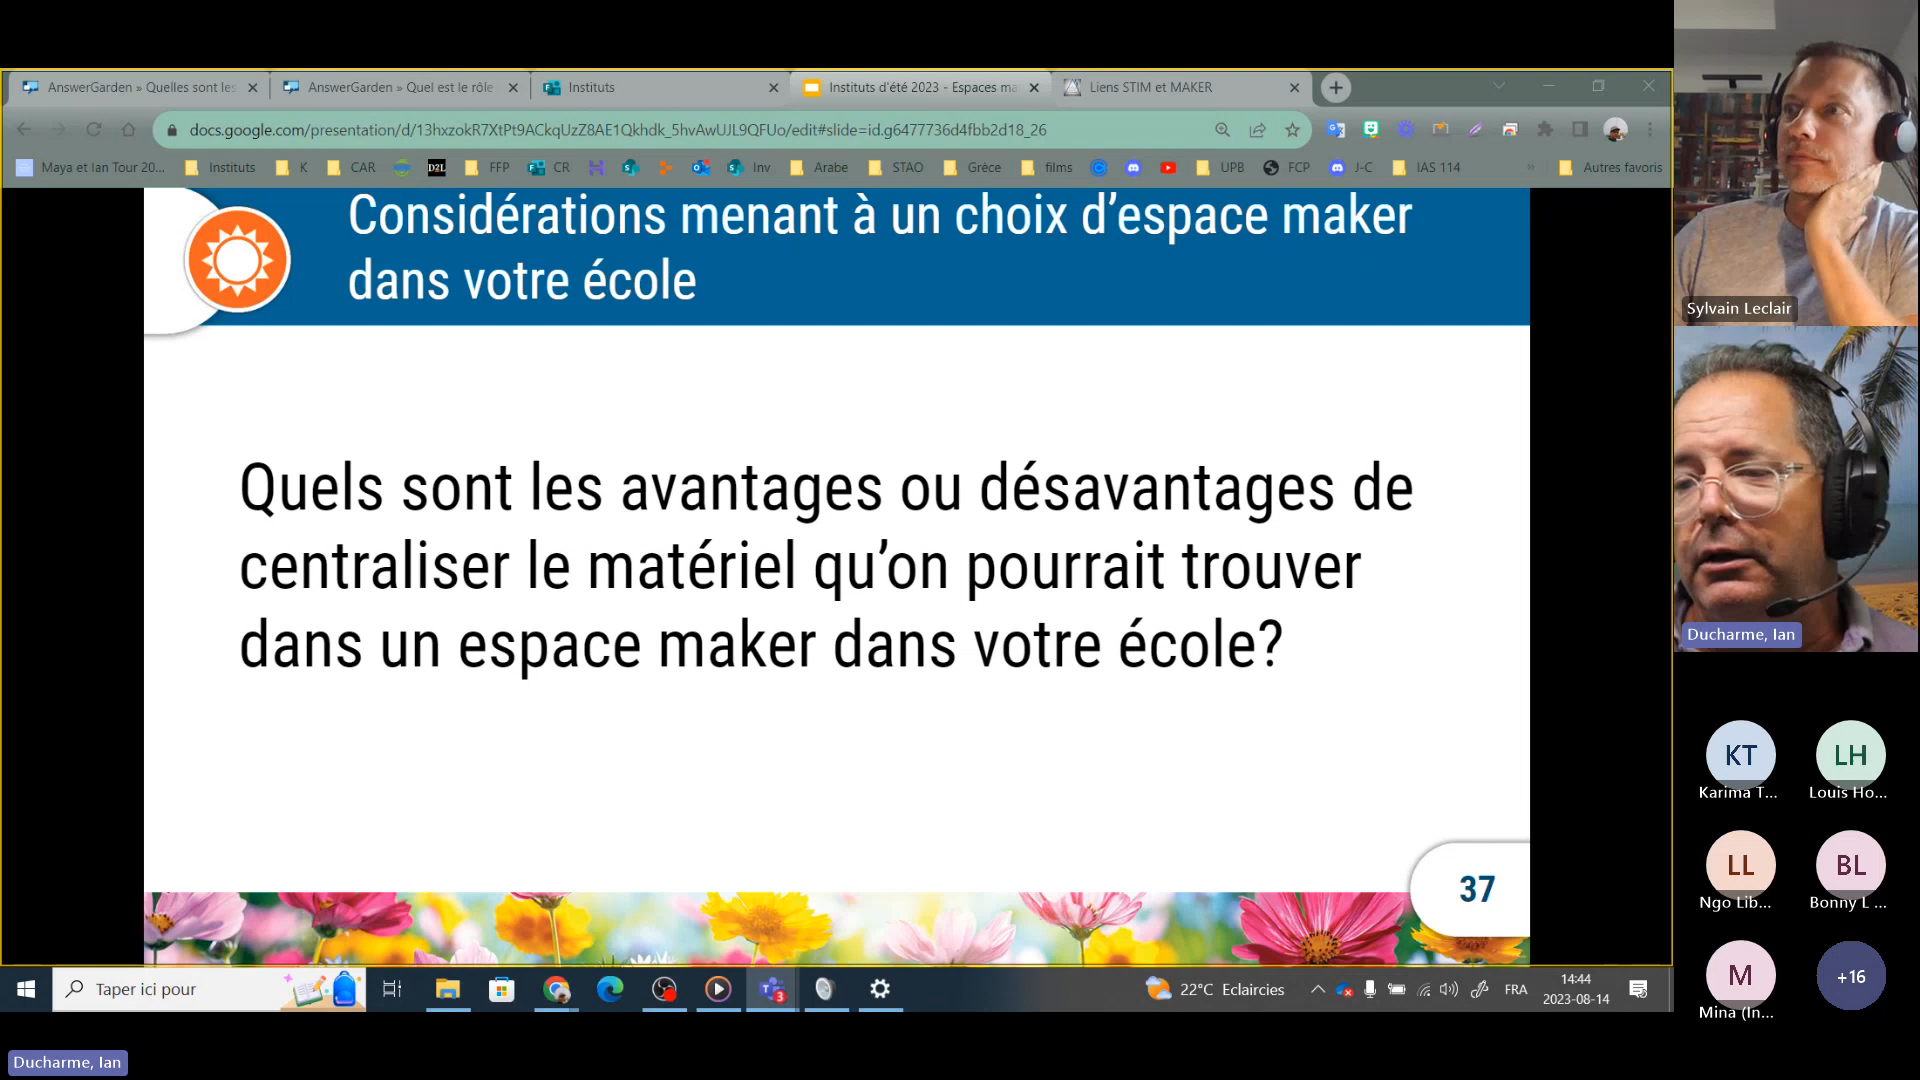 AnswerGarden » Quelles sont les
AnswerGarden » Quel est le rôle
Instituts
Instituts d'été 2023 - Espaces ma
Liens STIM et MAKER
docs.google.com/presentation/d/13hxzokR7XtPt9ACkqUzZ8AE1Qkhdk_5hvAwUJL9QFUo/edit#slide=id.g6477736d4fbb2d18_26
Maya et Ian Tour 20...
Instituts
K
CAR
D2L
FFP
CR
Inv
Arabe
STAO
Grèce
films
UPB
FCP
J-C
IAS 114
»
Autres favoris
Considérations menant à un choix d'espace maker
dans votre école
Quels sont les avantages ou désavantages de
centraliser le matériel qu'on pourrait trouver
dans un espace maker dans votre école?
37
Sylvain Leclair
Ducharme, Ian
KT
Karima T...
LH
Louis Ho...
LL
Ngo Lib...
BL
Bonny L ...
M
Mina (In...
+16
Taper ici pour
3
22°C Eclaircies
FRA
14:44
2023-08-14
Ducharme, Ian